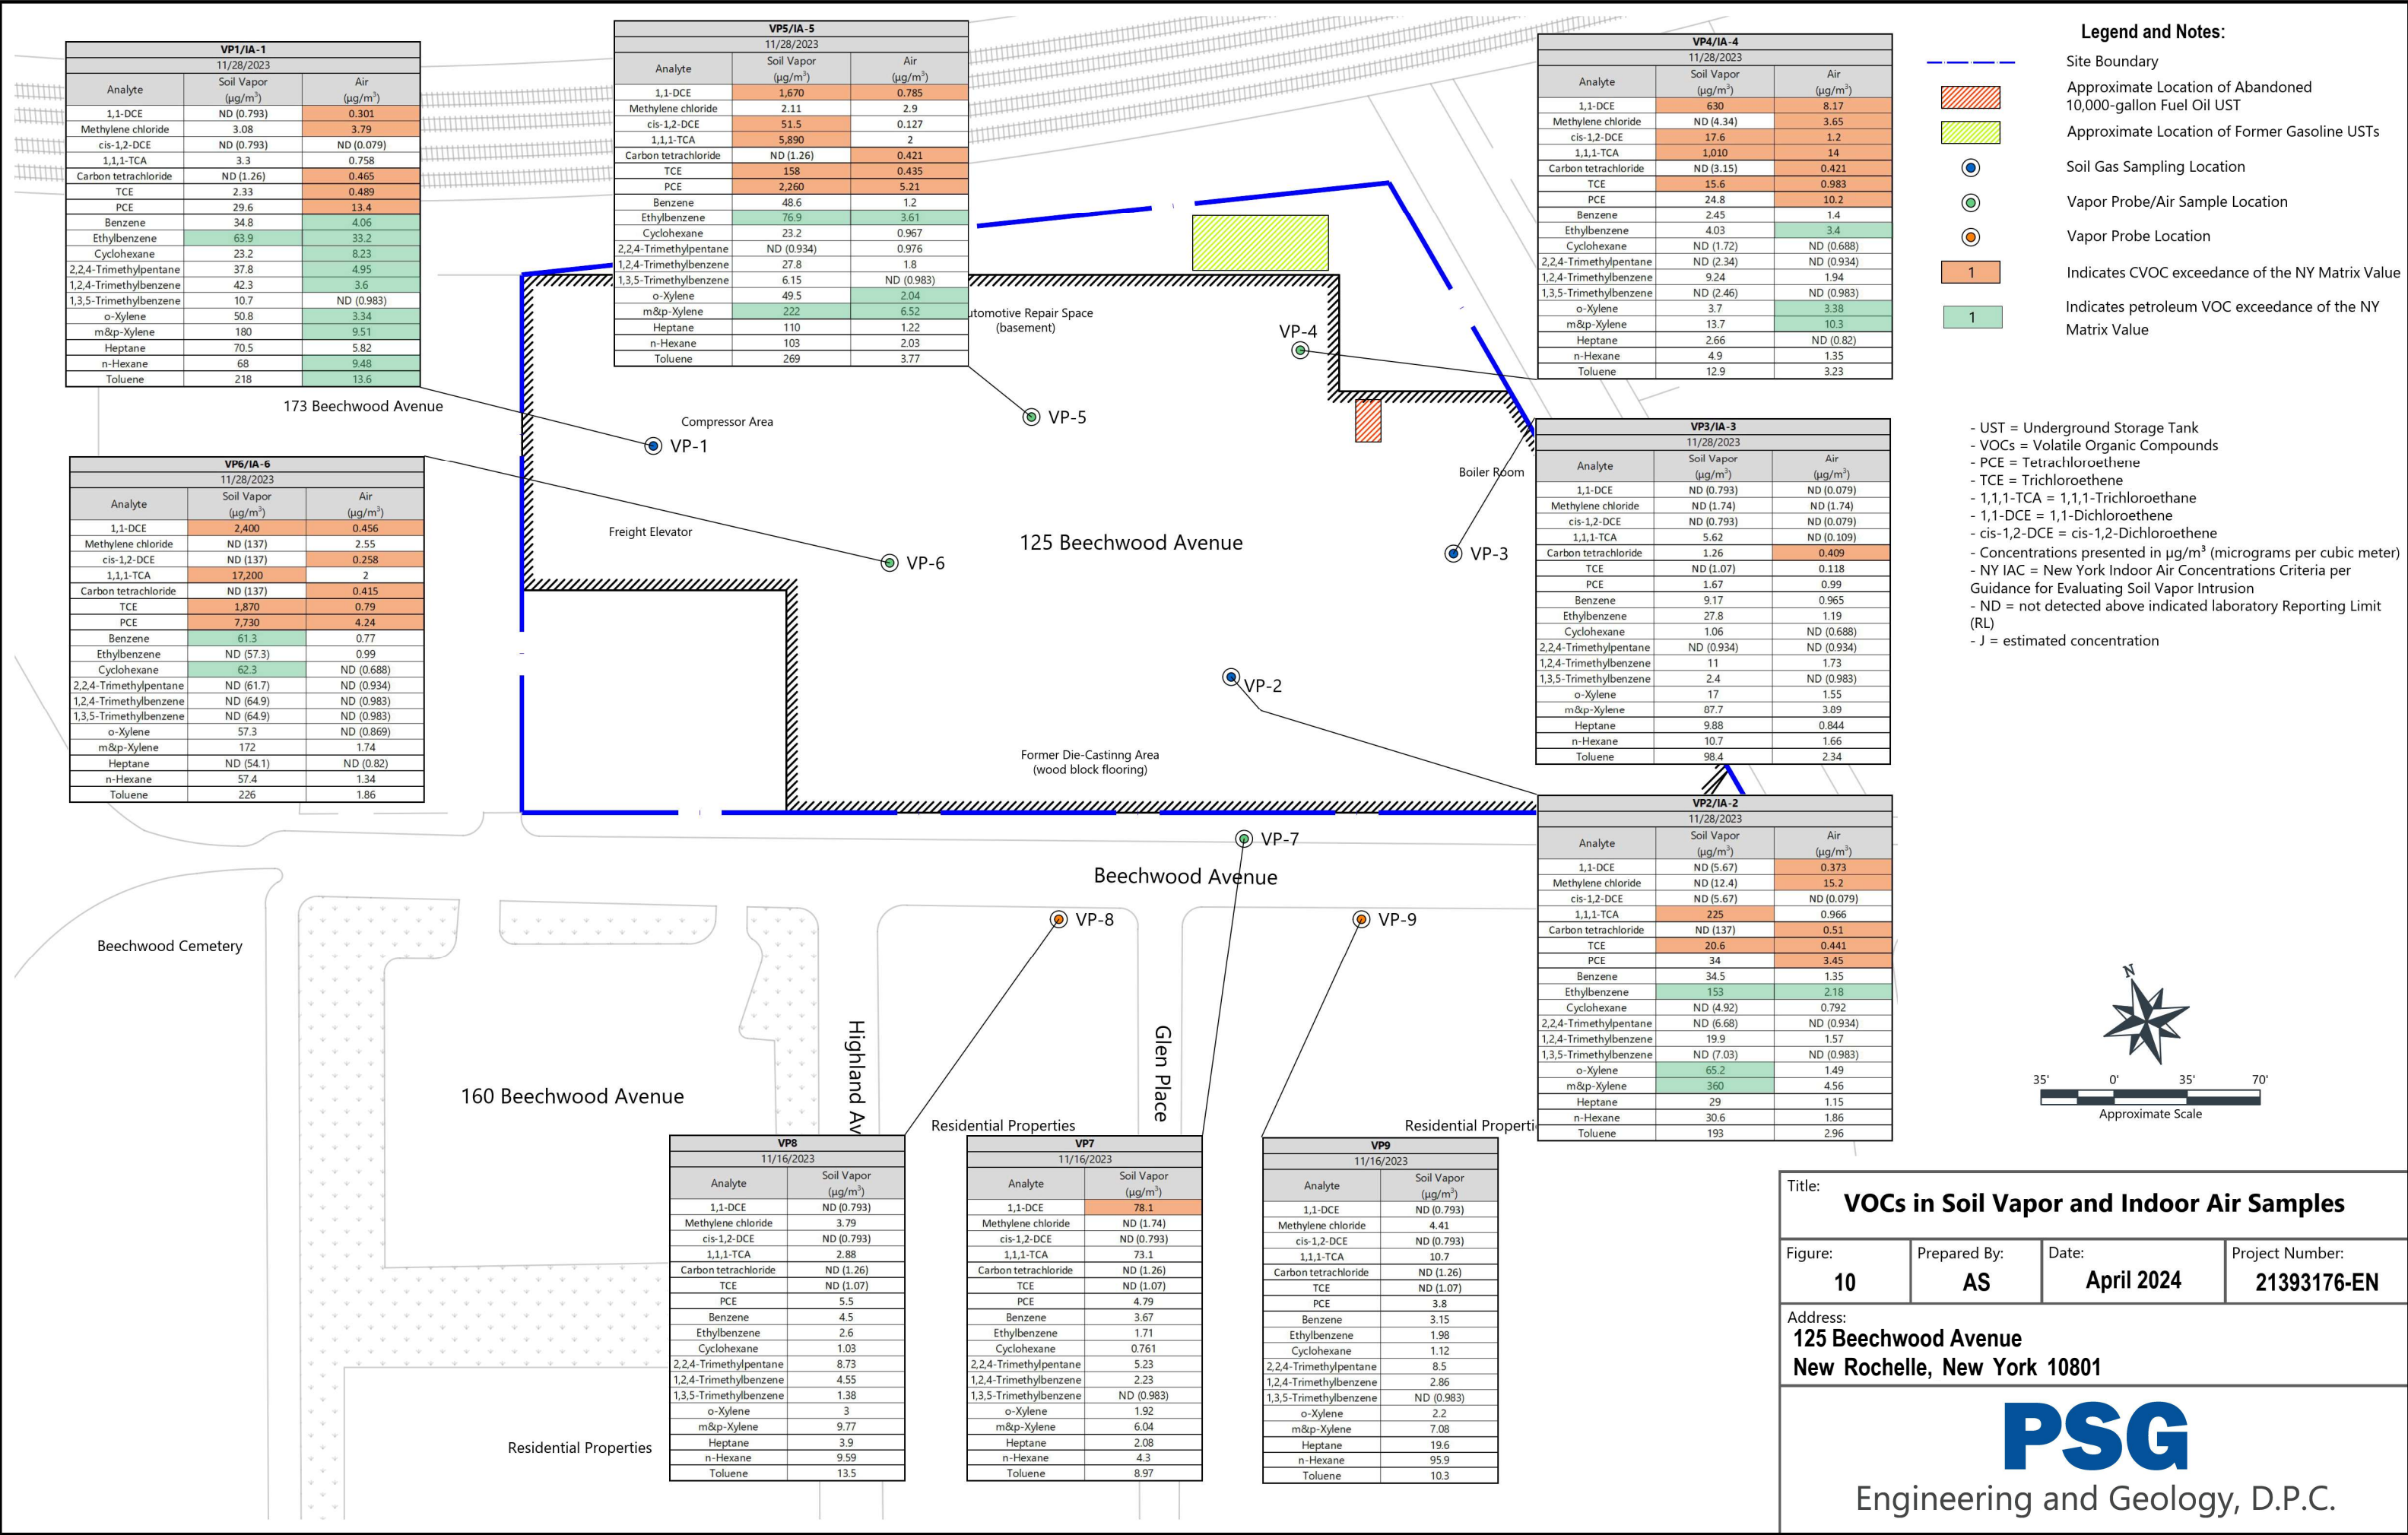 VP1/IA-1
11/28/2023
Analyte Soil Vapor (µg/m³) Air (µg/m³)
1,1-DCE ND (0.793) 0.301
Methylene chloride 3.08 3.79
cis-1,2-DCE ND (0.793) ND (0.079)
1,1,1-TCA 3.3 0.758
Carbon tetrachloride ND (1.26) 0.465
TCE 2.33 0.489
PCE 29.6 13.4
Benzene 34.8 4.06
Ethylbenzene 63.9 33.2
Cyclohexane 23.2 8.23
2,2,4-Trimethylpentane 37.8 4.95
1,2,4-Trimethylbenzene 42.3 3.6
1,3,5-Trimethylbenzene 10.7 ND (0.983)
o-Xylene 50.8 3.34
m&p-Xylene 180 9.51
Heptane 70.5 5.82
n-Hexane 68 9.48
Toluene 218 13.6
VP5/IA-5
11/28/2023
Analyte Soil Vapor (µg/m³) Air (µg/m³)
1,1-DCE 1,670 0.785
Methylene chloride 2.11 2.9
cis-1,2-DCE 51.5 0.127
1,1,1-TCA 5,890 2
Carbon tetrachloride ND (1.26) 0.421
TCE 158 0.435
PCE 2,260 5.21
Benzene 48.6 1.2
Ethylbenzene 76.9 3.61
Cyclohexane 23.2 0.967
2,2,4-Trimethylpentane ND (0.934) 0.976
1,2,4-Trimethylbenzene 27.8 1.8
1,3,5-Trimethylbenzene 6.15 ND (0.983)
o-Xylene 49.5 2.04
m&p-Xylene 222 6.52
Heptane 110 1.22
n-Hexane 103 2.03
Toluene 269 3.77
VP4/IA-4
11/28/2023
Analyte Soil Vapor (µg/m³) Air (µg/m³)
1,1-DCE 630 8.17
Methylene chloride ND (4.34) 3.65
cis-1,2-DCE 17.6 1.2
1,1,1-TCA 1,010 14
Carbon tetrachloride ND (3.15) 0.421
TCE 15.6 0.983
PCE 24.8 10.2
Benzene 2.45 1.4
Ethylbenzene 4.03 3.4
Cyclohexane ND (1.72) ND (0.688)
2,2,4-Trimethylpentane ND (2.34) ND (0.934)
1,2,4-Trimethylbenzene 9.24 1.94
1,3,5-Trimethylbenzene ND (2.46) ND (0.983)
o-Xylene 3.7 3.38
m&p-Xylene 13.7 10.3
Heptane 2.66 ND (0.82)
n-Hexane 4.9 1.35
Toluene 12.9 3.23
Legend and Notes:
Site Boundary
Approximate Location of Abandoned
10,000-gallon Fuel Oil UST
Approximate Location of Former Gasoline USTs
Soil Gas Sampling Location
Vapor Probe/Air Sample Location
Vapor Probe Location
1 Indicates CVOC exceedance of the NY Matrix Value
1 Indicates petroleum VOC exceedance of the NY
Matrix Value
- UST = Underground Storage Tank
- VOCs = Volatile Organic Compounds
- PCE = Tetrachloroethene
- TCE = Trichloroethene
- 1,1,1-TCA = 1,1,1-Trichloroethane
- 1,1-DCE = 1,1-Dichloroethene
- cis-1,2-DCE = cis-1,2-Dichloroethene
- Concentrations presented in µg/m³ (micrograms per cubic meter)
- NY IAC = New York Indoor Air Concentrations Criteria per
Guidance for Evaluating Soil Vapor Intrusion
- ND = not detected above indicated laboratory Reporting Limit
(RL)
- J = estimated concentration
utomotive Repair Space
(basement)
VP-4
173 Beechwood Avenue
Compressor Area
VP-5
VP-1
Boiler Room
Freight Elevator
125 Beechwood Avenue
VP-3
VP-6
VP-2
Former Die-Castinng Area
(wood block flooring)
VP6/IA-6
11/28/2023
Analyte Soil Vapor (µg/m³) Air (µg/m³)
1,1-DCE 2,400 0.456
Methylene chloride ND (137) 2.55
cis-1,2-DCE ND (137) 0.258
1,1,1-TCA 17,200 2
Carbon tetrachloride ND (137) 0.415
TCE 1,870 0.79
PCE 7,730 4.24
Benzene 61.3 0.77
Ethylbenzene ND (57.3) 0.99
Cyclohexane 62.3 ND (0.688)
2,2,4-Trimethylpentane ND (61.7) ND (0.934)
1,2,4-Trimethylbenzene ND (64.9) ND (0.983)
1,3,5-Trimethylbenzene ND (64.9) ND (0.983)
o-Xylene 57.3 ND (0.869)
m&p-Xylene 172 1.74
Heptane ND (54.1) ND (0.82)
n-Hexane 57.4 1.34
Toluene 226 1.86
VP3/IA-3
11/28/2023
Analyte Soil Vapor (µg/m³) Air (µg/m³)
1,1-DCE ND (0.793) ND (0.079)
Methylene chloride ND (1.74) ND (1.74)
cis-1,2-DCE ND (0.793) ND (0.079)
1,1,1-TCA 5.62 ND (0.109)
Carbon tetrachloride 1.26 0.409
TCE ND (1.07) 0.118
PCE 1.67 0.99
Benzene 9.17 0.965
Ethylbenzene 27.8 1.19
Cyclohexane 1.06 ND (0.688)
2,2,4-Trimethylpentane ND (0.934) ND (0.934)
1,2,4-Trimethylbenzene 11 1.73
1,3,5-Trimethylbenzene 2.4 ND (0.983)
o-Xylene 17 1.55
m&p-Xylene 87.7 3.89
Heptane 9.88 0.844
n-Hexane 10.7 1.66
Toluene 98.4 2.34
VP2/IA-2
11/28/2023
Analyte Soil Vapor (µg/m³) Air (µg/m³)
1,1-DCE ND (5.67) 0.373
Methylene chloride ND (12.4) 15.2
cis-1,2-DCE ND (5.67) ND (0.079)
1,1,1-TCA 225 0.966
Carbon tetrachloride ND (137) 0.51
TCE 20.6 0.441
PCE 34 3.45
Benzene 34.5 1.35
Ethylbenzene 153 2.18
Cyclohexane ND (4.92) 0.792
2,2,4-Trimethylpentane ND (6.68) ND (0.934)
1,2,4-Trimethylbenzene 19.9 1.57
1,3,5-Trimethylbenzene ND (7.03) ND (0.983)
o-Xylene 65.2 1.49
m&p-Xylene 360 4.56
Heptane 29 1.15
n-Hexane 30.6 1.86
Toluene 193 2.96
VP-7
Beechwood Avenue
VP-8
VP-9
Beechwood Cemetery
Highland Av
Glen Place
160 Beechwood Avenue
Residential Properties
Residential Properti
Residential Properties
VP8
11/16/2023
Analyte Soil Vapor (µg/m³)
1,1-DCE ND (0.793)
Methylene chloride 3.79
cis-1,2-DCE ND (0.793)
1,1,1-TCA 2.88
Carbon tetrachloride ND (1.26)
TCE ND (1.07)
PCE 5.5
Benzene 4.5
Ethylbenzene 2.6
Cyclohexane 1.03
2,2,4-Trimethylpentane 8.73
1,2,4-Trimethylbenzene 4.55
1,3,5-Trimethylbenzene 1.38
o-Xylene 3
m&p-Xylene 9.77
Heptane 3.9
n-Hexane 9.59
Toluene 13.5
VP7
11/16/2023
Analyte Soil Vapor (µg/m³)
1,1-DCE 78.1
Methylene chloride ND (1.74)
cis-1,2-DCE ND (0.793)
1,1,1-TCA 73.1
Carbon tetrachloride ND (1.26)
TCE ND (1.07)
PCE 4.79
Benzene 3.67
Ethylbenzene 1.71
Cyclohexane 0.761
2,2,4-Trimethylpentane 5.23
1,2,4-Trimethylbenzene 2.23
1,3,5-Trimethylbenzene ND (0.983)
o-Xylene 1.92
m&p-Xylene 6.04
Heptane 2.08
n-Hexane 4.3
Toluene 8.97
VP9
11/16/2023
Analyte Soil Vapor (µg/m³)
1,1-DCE ND (0.793)
Methylene chloride 4.41
cis-1,2-DCE ND (0.793)
1,1,1-TCA 10.7
Carbon tetrachloride ND (1.26)
TCE ND (1.07)
PCE 3.8
Benzene 3.15
Ethylbenzene 1.98
Cyclohexane 1.12
2,2,4-Trimethylpentane 8.5
1,2,4-Trimethylbenzene 2.86
1,3,5-Trimethylbenzene ND (0.983)
o-Xylene 2.2
m&p-Xylene 7.08
Heptane 19.6
n-Hexane 95.9
Toluene 10.3
N
35' 0' 35' 70'
Approximate Scale
Title: VOCs in Soil Vapor and Indoor Air Samples
Figure: 10
Prepared By: AS
Date: April 2024
Project Number: 21393176-EN
Address:
125 Beechwood Avenue
New Rochelle, New York 10801
PSG
Engineering and Geology, D.P.C.